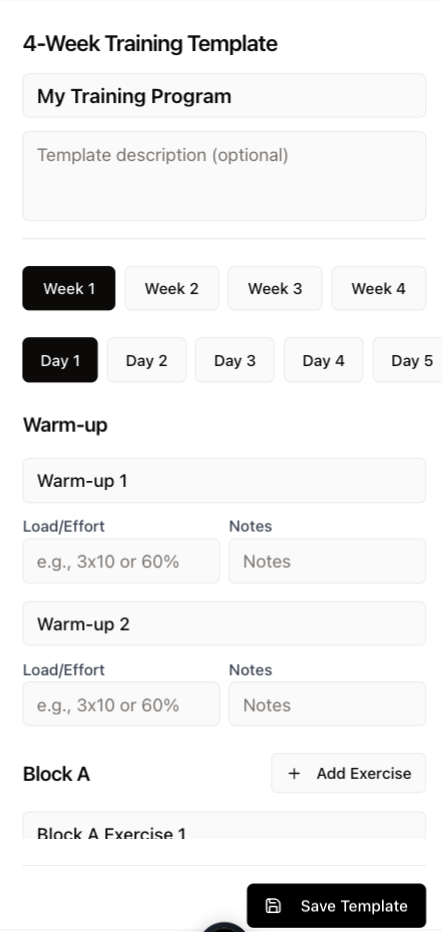 4-Week Training Template
My Training Program
Template description (optional)
Week 1 Week 2 Week 3 Week 4
Day 1 Day 2 Day 3 Day 4 Day 5
Warm-up
Warm-up 1
Load/Effort Notes
e.g., 3x10 or 60% Notes
Warm-up 2
Load/Effort Notes
e.g., 3x10 or 60% Notes
Block A + Add Exercise
Block A Exercise 1
Save Template